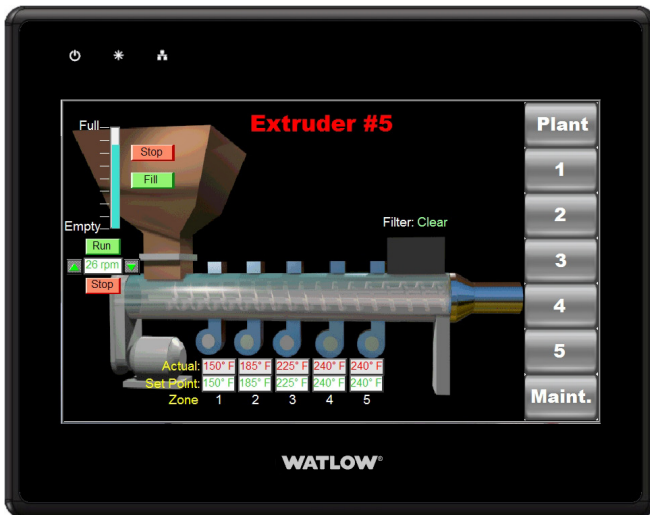 Extruder #5
Full
Stop
Fill
Empty
Run
26 rpm
Stop
Filter: Clear
Actual: 150° F 185° F 225° F 240° F 240° F
Set Point: 150° F 185° F 225° F 240° F 240° F
Zone 1 2 3 4 5
Plant
1
2
3
4
5
Maint.
WATLOW®